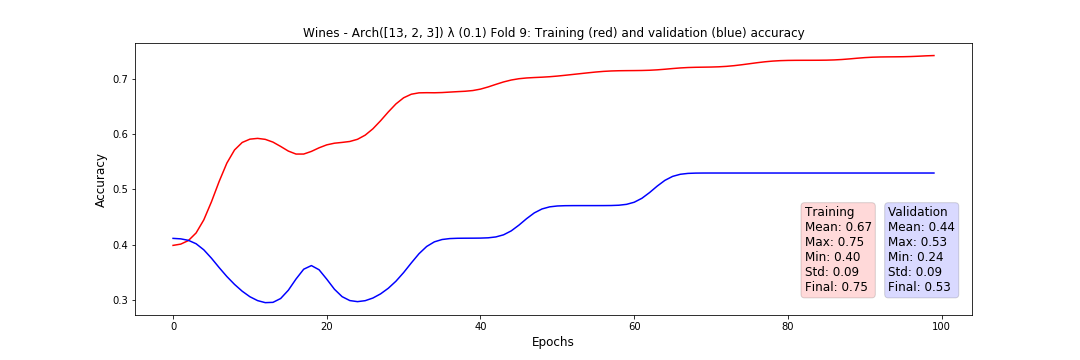 Wines - Arch([13, 2, 3]) λ (0.1) Fold 9: Training (red) and validation (blue) accuracy
Accuracy
0.7
0.6
0.5
0.4
0.3
Training
Mean: 0.67
Max: 0.75
Min: 0.40
Std: 0.09
Final: 0.75
Validation
Mean: 0.44
Max: 0.53
Min: 0.24
Std: 0.09
Final: 0.53
0
20
40
60
80
100
Epochs